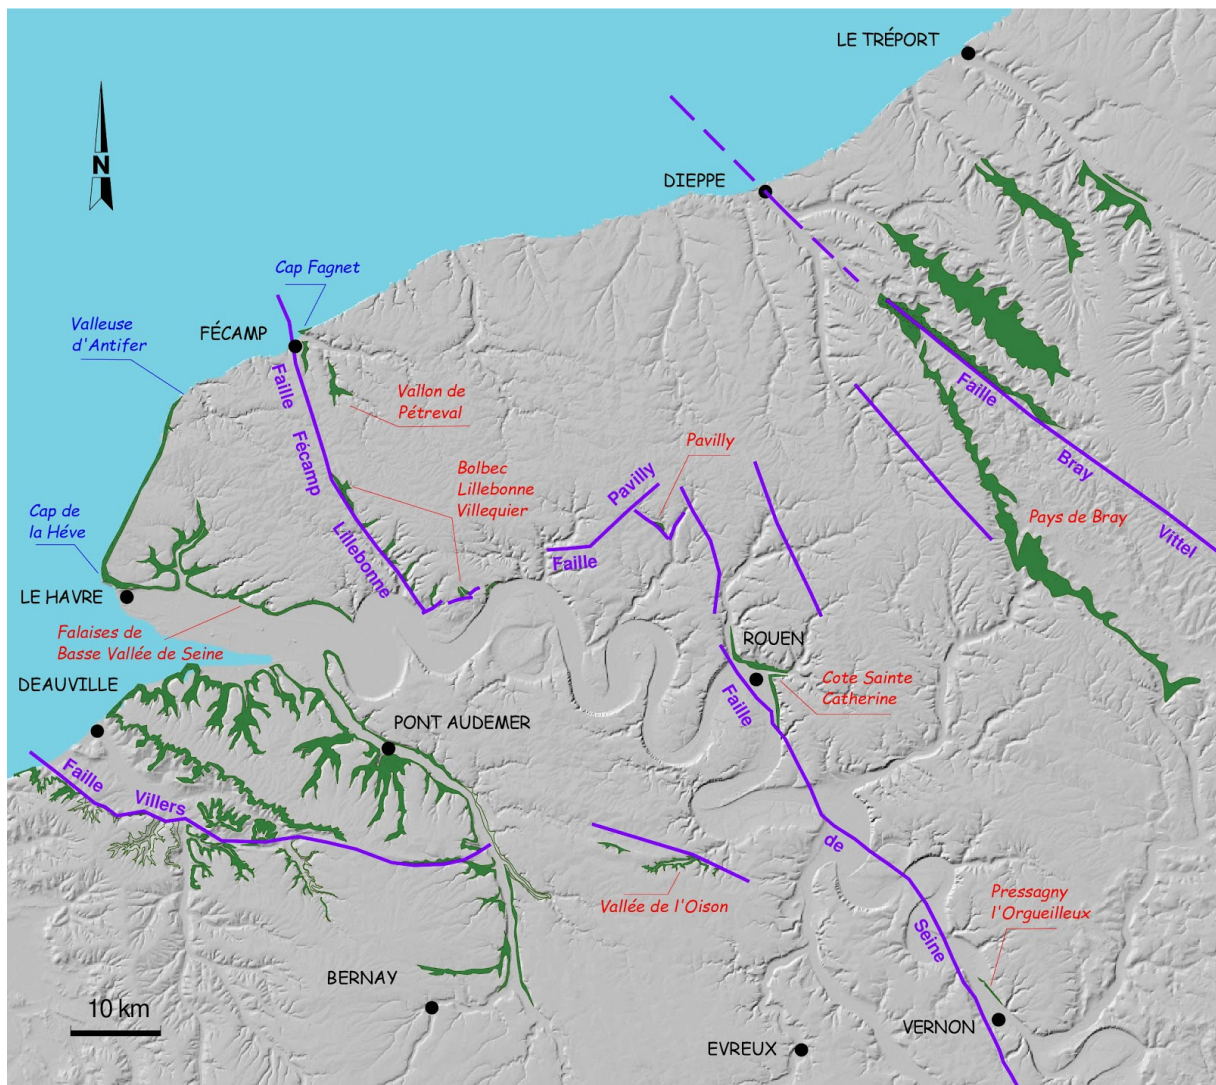 LE TRÉPORT
N
DIEPPE
Cap Fagnet
Valleuse
d'Antifer
FÉCAMP
Faille
Fécamp
Lillebonne
Vallon de
Pétreval
Faille
Bray
Vittel
Bolbec
Lillebonne
Villequier
Pavilly
Faille
Pavilly
Pays de Bray
Cap de
la Héve
LE HAVRE
Falaises de
Basse Vallée de Seine
ROUEN
Cote Sainte
Catherine
DEAUVILLE
PONT AUDEMER
Faille
Villers
Faille
de
Seine
Vallée de l'Oison
Pressagny
l'Orgueilleux
BERNAY
10 km
VERNON
EVREUX